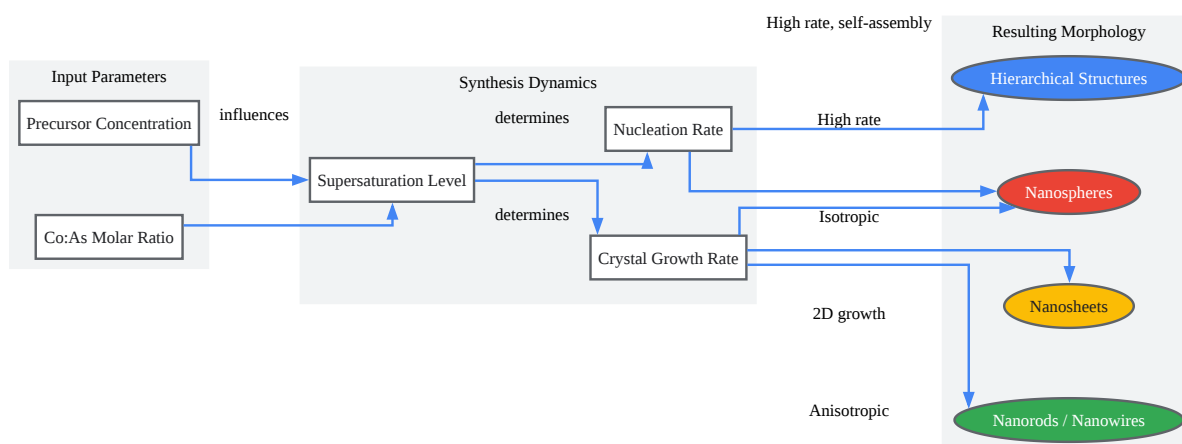 Input Parameters
Precursor Concentration
Co:As Molar Ratio
influences
Synthesis Dynamics
Supersaturation Level
determines
determines
Nucleation Rate
Crystal Growth Rate
High rate, self-assembly
High rate
Isotropic
2D growth
Anisotropic
Resulting Morphology
Hierarchical Structures
Nanospheres
Nanosheets
Nanorods / Nanowires